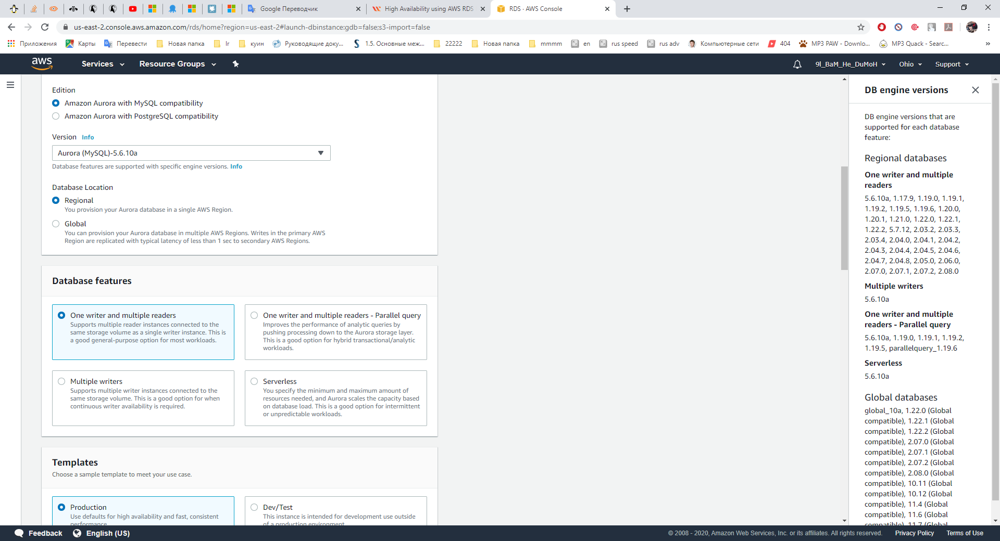 Google Переводчик
High Availability using AWS RDS
RDS · AWS Console
us-east-2.console.aws.amazon.com/rds/home?region=us-east-2#launch-dbinstance:gdb=false;s3-import=false
Приложения
Карты
Перевести
Новая папка
lr
куин
Руководящие доку...
1.5. Основные меж...
22222
Новая папка
mmmm
en
rus speed
rus adv
Компьютерные сети
404
MP3 PAW - Downlo...
MP3 Quack - Searc...
»
aws
Services
Resource Groups
9l_BaM_He_DuMoH
Ohio
Support
Edition
Amazon Aurora with MySQL compatibility
Amazon Aurora with PostgreSQL compatibility
Version Info
Aurora (MySQL)-5.6.10a
Database features are supported with specific engine versions. Info
Database Location
Regional
You provision your Aurora database in a single AWS Region.
Global
You can provision your Aurora database in multiple AWS Regions. Writes in the primary AWS
Region are replicated with typical latency of less than 1 sec to secondary AWS Regions.
Database features
One writer and multiple readers
Supports multiple reader instances connected to the
same storage volume as a single writer instance. This is
a good general-purpose option for most workloads.
One writer and multiple readers - Parallel query
Improves the performance of analytic queries by
pushing processing down to the Aurora storage layer.
This is a good option for hybrid transactional/analytic
workloads.
Multiple writers
Supports multiple writer instances connected to the
same storage volume. This is a good option for when
continuous writer availability is required.
Serverless
You specify the minimum and maximum amount of
resources needed, and Aurora scales the capacity based
on database load. This is a good option for intermittent
or unpredictable workloads.
Templates
Choose a sample template to meet your use case.
Production
Use defaults for high availability and fast, consistent
performance.
Dev/Test
This instance is intended for development use outside
of a production environment.
DB engine versions
DB engine versions that are
supported for each database
feature:
Regional databases
One writer and multiple
readers
5.6.10a, 1.17.9, 1.19.0, 1.19.1,
1.19.2, 1.19.5, 1.19.6, 1.20.0,
1.20.1, 1.21.0, 1.22.0, 1.22.1,
1.22.2, 5.7.12, 2.03.2, 2.03.3,
2.03.4, 2.04.0, 2.04.1, 2.04.2,
2.04.3, 2.04.4, 2.04.5, 2.04.6,
2.04.7, 2.04.8, 2.05.0, 2.06.0,
2.07.0, 2.07.1, 2.07.2, 2.08.0
Multiple writers
5.6.10a
One writer and multiple
readers - Parallel query
5.6.10a, 1.19.0, 1.19.1, 1.19.2,
1.19.5, parallelquery_1.19.6
Serverless
5.6.10a
Global databases
global_10a, 1.22.0 (Global
compatible), 1.22.1 (Global
compatible), 1.22.2 (Global
compatible), 2.07.0 (Global
compatible), 2.07.1 (Global
compatible), 2.07.2 (Global
compatible), 2.08.0 (Global
compatible), 10.11 (Global
compatible), 10.12 (Global
compatible), 11.4 (Global
compatible), 11.6 (Global
compatible), 11.7 (Global
Feedback
English (US)
© 2008 - 2020, Amazon Web Services, Inc. or its affiliates. All rights reserved.
Privacy Policy
Terms of Use